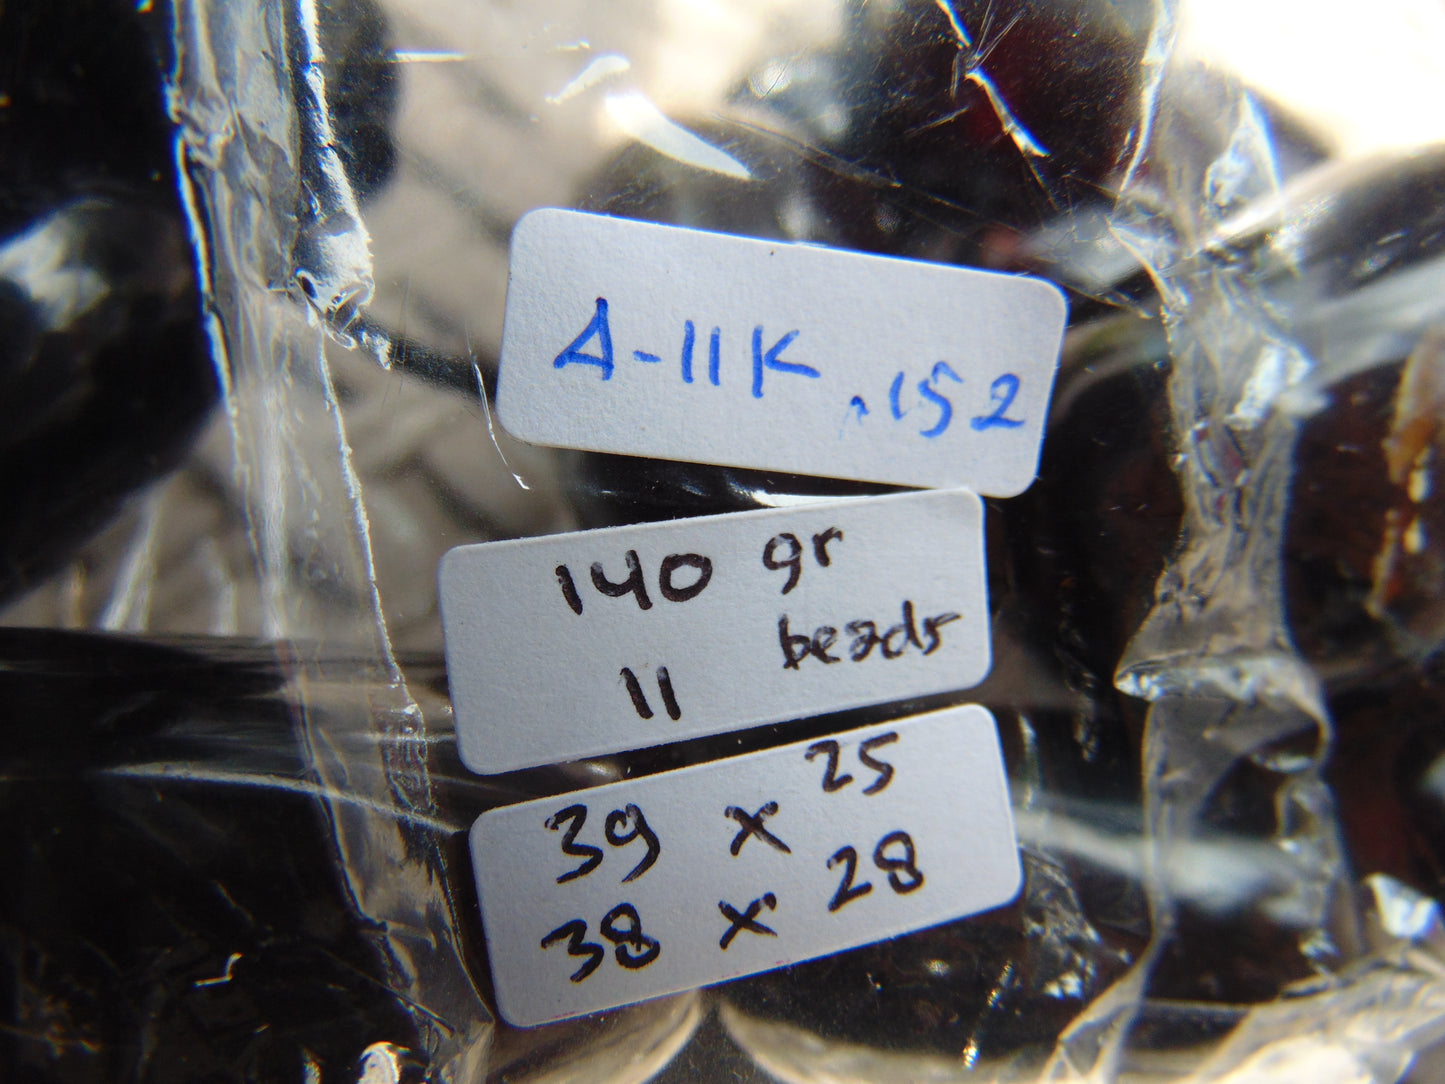 A-11K .152
140 gr
11 beads
39 x 25
38 x 28